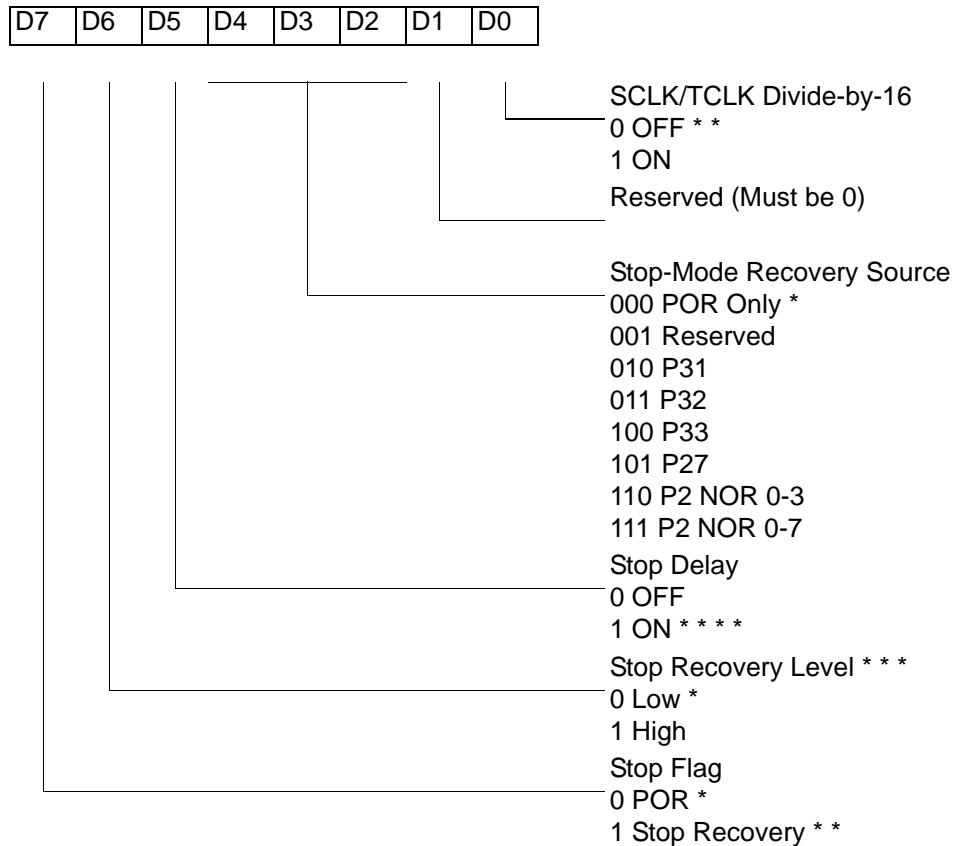 D7 D6 D5 D4 D3 D2 D1 D0
SCLK/TCLK Divide-by-16
0 OFF * *
1 ON
Reserved (Must be 0)
Stop-Mode Recovery Source
000 POR Only *
001 Reserved
010 P31
011 P32
100 P33
101 P27
110 P2 NOR 0-3
111 P2 NOR 0-7
Stop Delay
0 OFF
1 ON * * * *
Stop Recovery Level * * *
0 Low *
1 High
Stop Flag
0 POR *
1 Stop Recovery * *